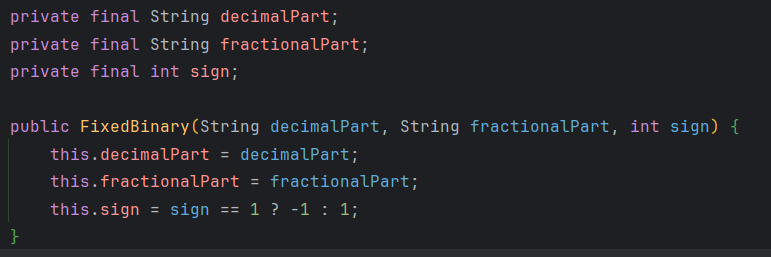 private final String decimalPart;
private final String fractionalPart;
private final int sign;
public FixedBinary(String decimalPart, String fractionalPart, int sign) {
this.decimalPart = decimalPart;
this.fractionalPart = fractionalPart;
this.sign = sign == 1 ? -1 : 1;
}